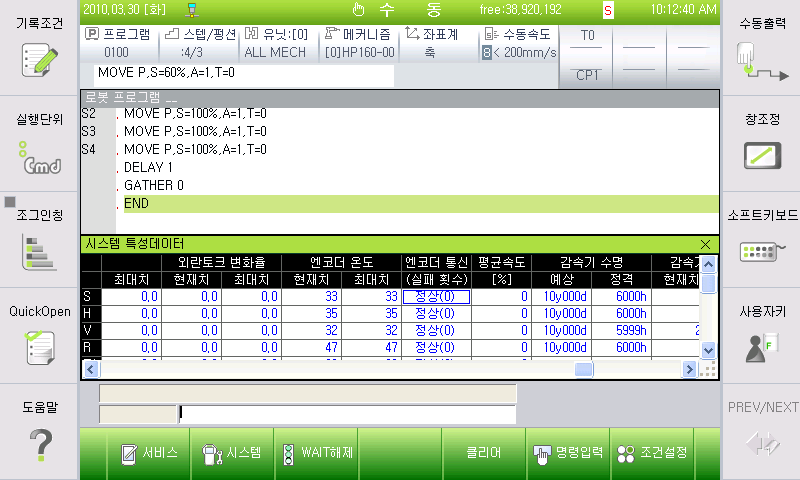 2010.03.30 [화] 수 동 free:38,920,192 S 10:12:40 AM
기록조건
실행단위
Cmd
조그인칭
QuickOpen
도움말
P 프로그램 스텝/펑션 유닛:[0] 메커니즘 좌표계 수동속도
0100 :4/3 ALL MECH [0]HP160-00 축 8 < 200mm/s
T0
CP1
MOVE P,S=60%,A=1,T=0
로봇 프로그램 __
S2 , MOVE P,S=100%,A=1,T=0
S3 , MOVE P,S=100%,A=1,T=0
S4 , MOVE P,S=100%,A=1,T=0
, DELAY 1
, GATHER 0
, END
시스템 특성데이터
외란토크 변화율 엔코더 온도 엔코더 통신 평균속도 감속기 수명 감속기
최대치 현재치 최대치 현재치 최대치 (실패 횟수) [%] 예상 정격 현재치
S 0,0 0,0 0,0 33 33 정상(0) 0 10y000d 6000h
H 0,0 0,0 0,0 35 35 정상(0) 0 10y000d 6000h
V 0,0 0,0 0,0 32 32 정상(0) 0 10y000d 5999h 2
R 0,0 0,0 0,0 47 47 정상(0) 0 10y000d 6000h
서비스 시스템 WAIT해제 클리어 명령입력 조건설정
수동출력
창조정
소프트키보드
사용자키
F
PREV/NEXT